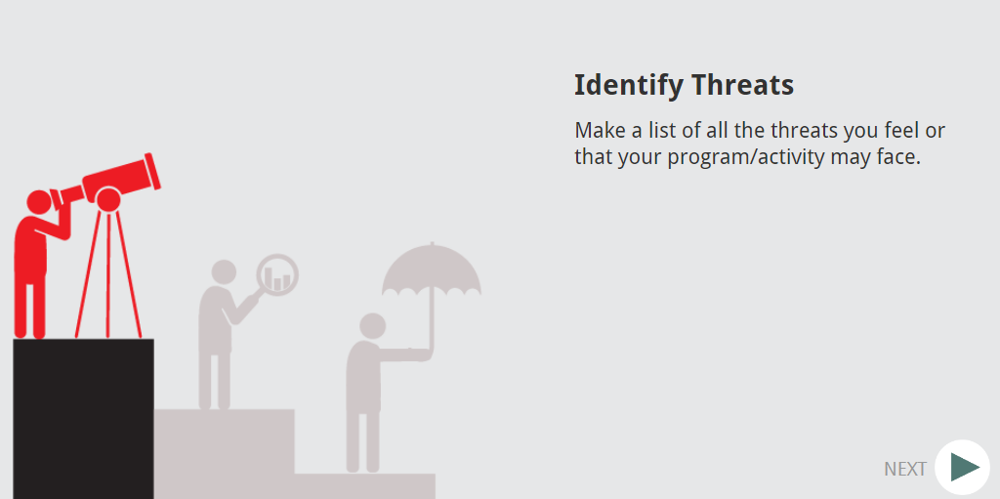 Identify Threats
Make a list of all the threats you feel or
that your program/activity may face.
NEXT